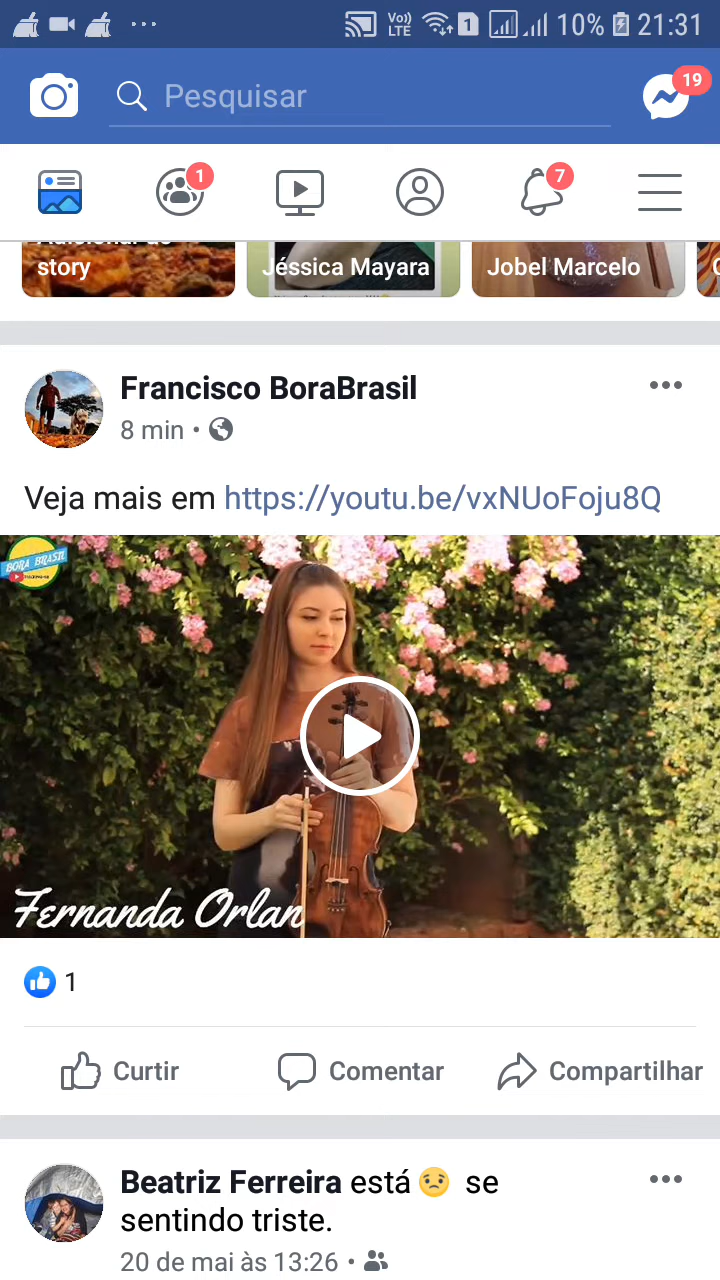 Vo))
LTE
1
10%
21:31
Pesquisar
19
1
7
story
Jéssica Mayara
Jobel Marcelo
Francisco BoraBrasil
8 min •
Veja mais em https://youtu.be/vxNUoFoju8Q
BORA BRASIL
Fernanda Orlan
1
Curtir
Comentar
Compartilhar
Beatriz Ferreira está 😟 se
sentindo triste.
20 de mai às 13:26 •